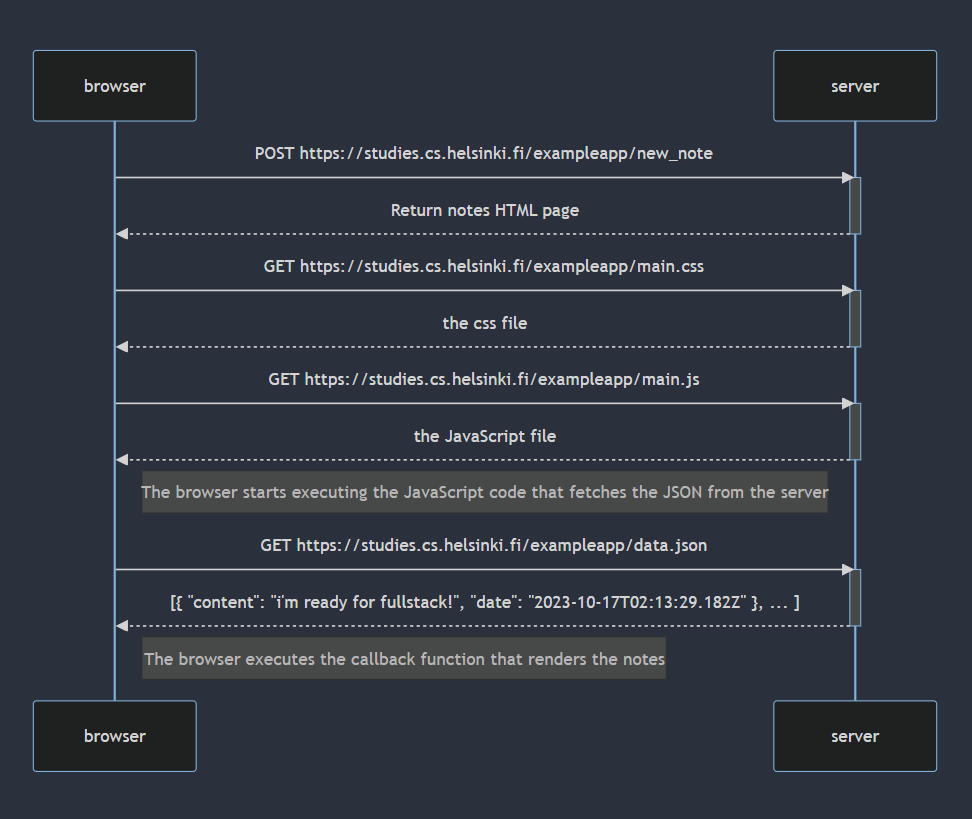 browser
server
POST https://studies.cs.helsinki.fi/exampleapp/new_note
Return notes HTML page
GET https://studies.cs.helsinki.fi/exampleapp/main.css
the css file
GET https://studies.cs.helsinki.fi/exampleapp/main.js
the JavaScript file
The browser starts executing the JavaScript code that fetches the JSON from the server
GET https://studies.cs.helsinki.fi/exampleapp/data.json
[{ "content": "i'm ready for fullstack!", "date": "2023-10-17T02:13:29.182Z" }, ... ]
The browser executes the callback function that renders the notes
browser
server